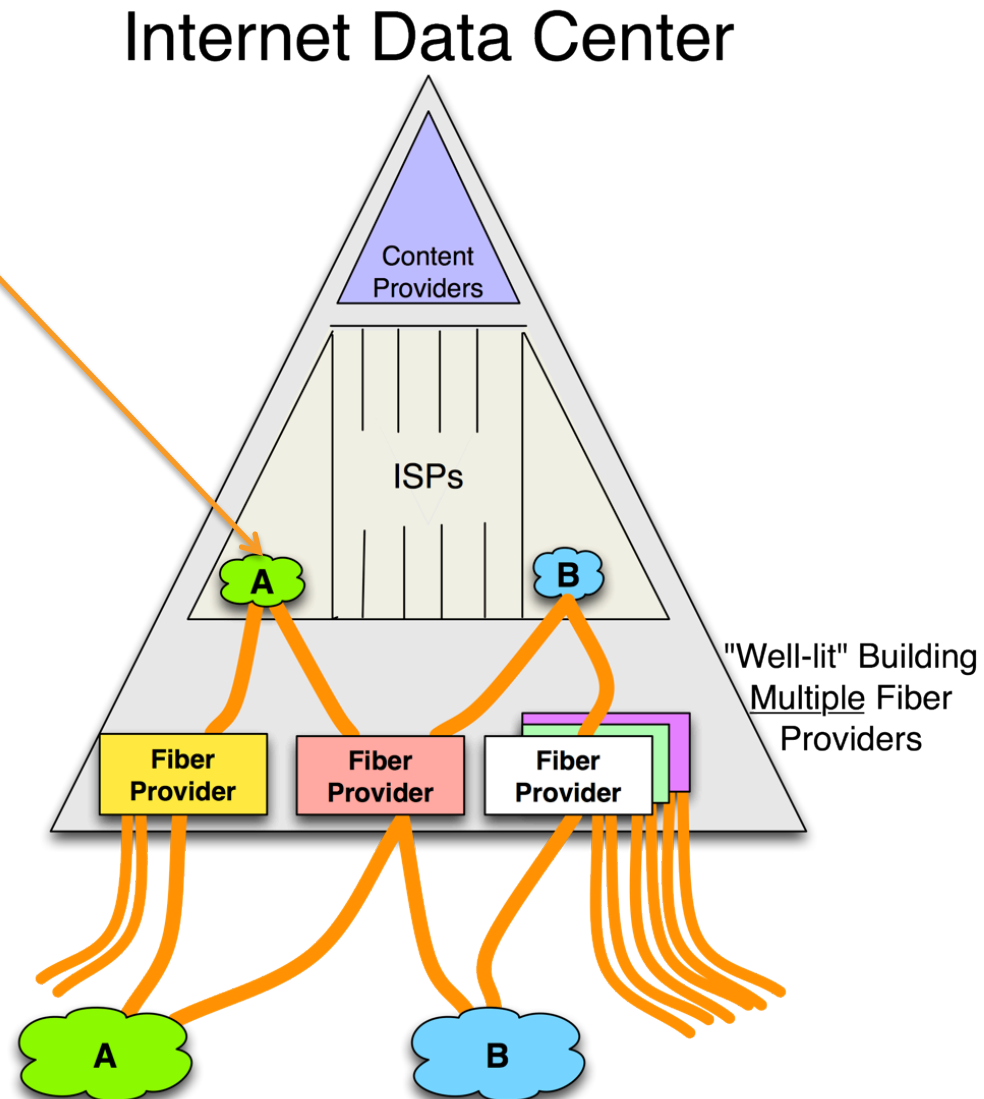 Internet Data Center
Content
Providers
ISPs
A
B
"Well-lit" Building
Multiple Fiber
Providers
Fiber
Provider
Fiber
Provider
Fiber
Provider
A
B